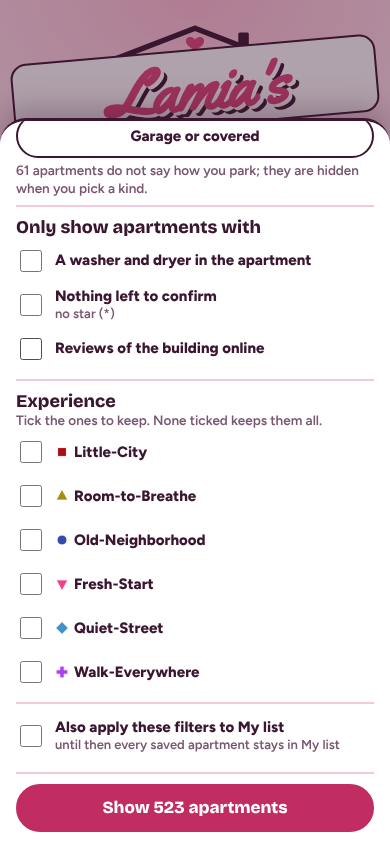 Lamia's
Garage or covered
61 apartments do not say how you park; they are hidden
when you pick a kind.
Only show apartments with
A washer and dryer in the apartment
Nothing left to confirm
no star (*)
Reviews of the building online
Experience
Tick the ones to keep. None ticked keeps them all.
Little-City
Room-to-Breathe
Old-Neighborhood
Fresh-Start
Quiet-Street
Walk-Everywhere
Also apply these filters to My list
until then every saved apartment stays in My list
Show 523 apartments